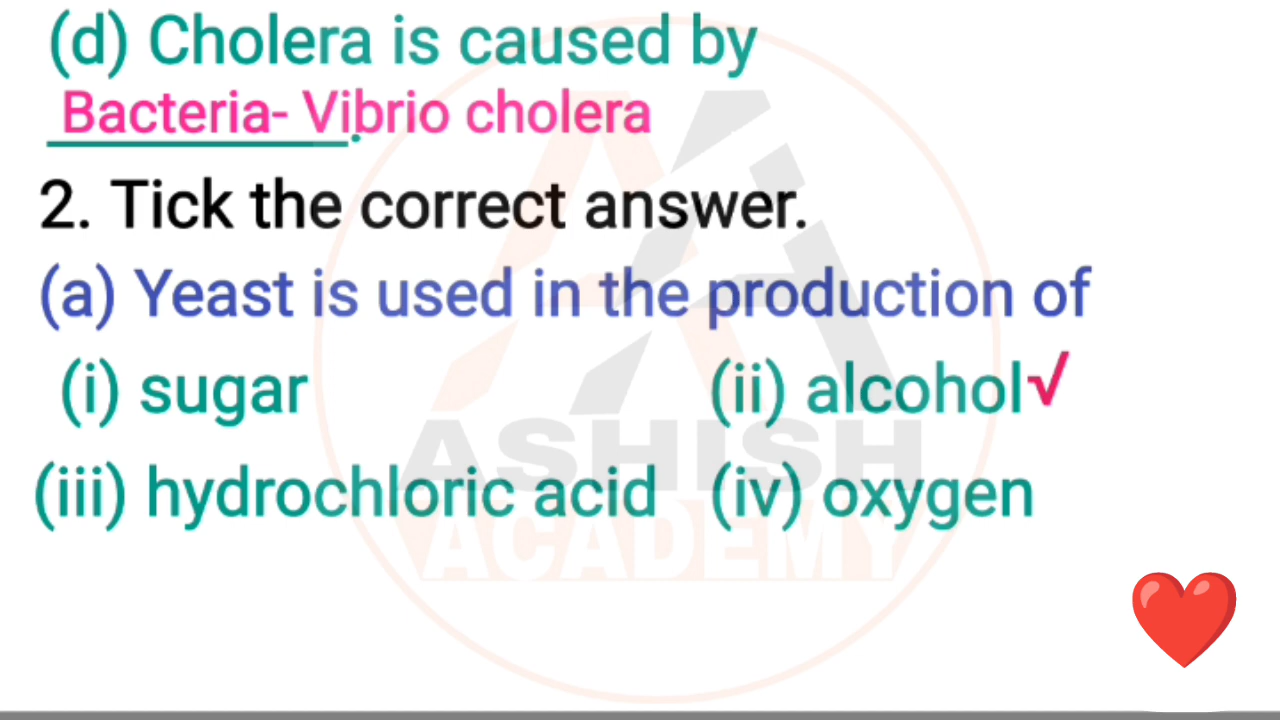 (d) Cholera is caused by
Bacteria- Vibrio cholera
__________.
2. Tick the correct answer.
(a) Yeast is used in the production of
(i) sugar (ii) alcohol√
(iii) hydrochloric acid (iv) oxygen
ASHISH
ACADEMY